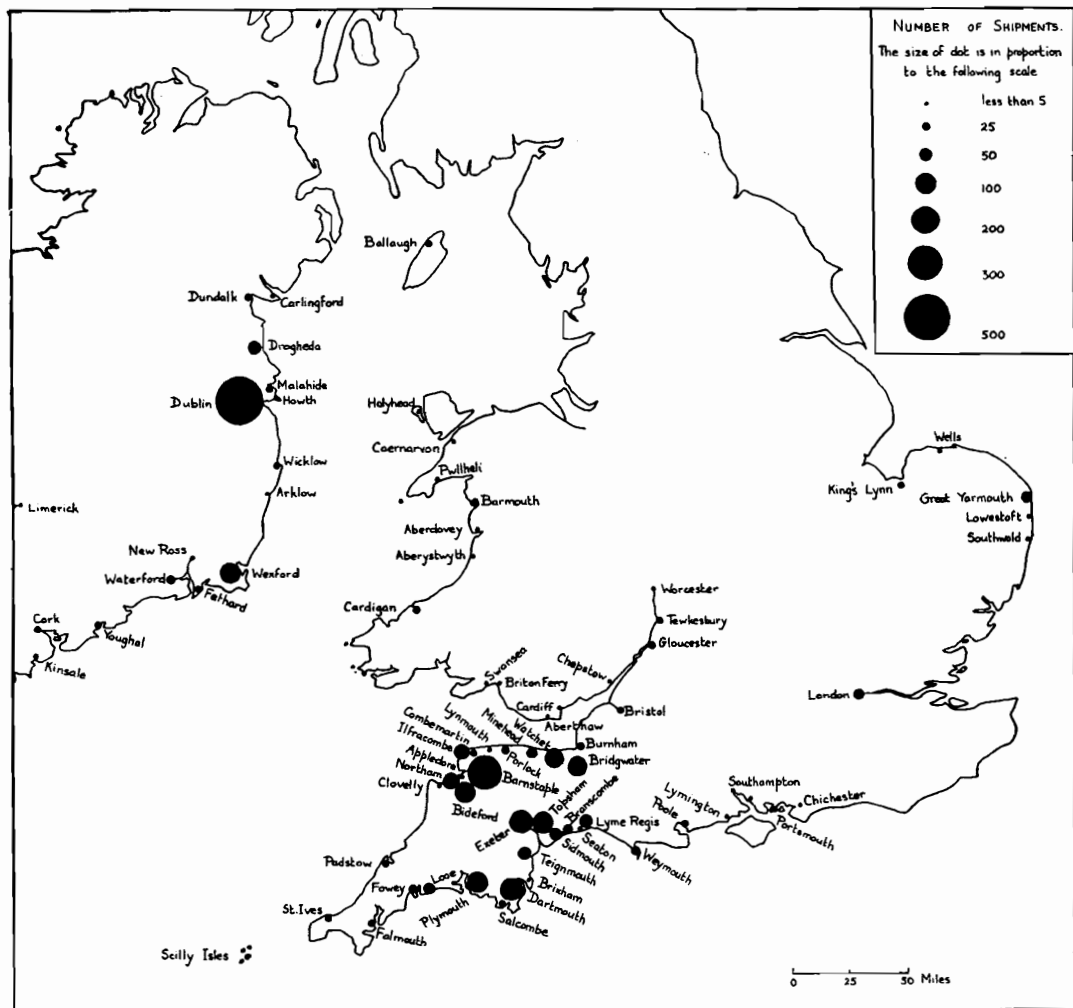 NUMBER OF SHIPMENTS.
The size of dot is in proportion
to the following scale
less than 5
25
50
100
200
300
500
Ballaugh
Dundalk
Carlingford
Drogheda
Malahide
Dublin
Howth
Holyhead
Caernarvon
Wells
Wicklow
Pwllheli
King's Lynn
Great Yarmouth
Arklow
Limerick
Barmouth
Lowestoft
Aberdovey
Southwold
New Ross
Aberystwyth
Waterford
Wexford
Fethard
Worcester
Cardigan
Cork
Youghal
Tewkesbury
Gloucester
Kinsale
Swansea
Briton Ferry
Chepstow
London
Cardiff
Aberthaw
Bristol
Combemartin
Lynmouth
Minehead
Watchet
Burnham
Ilfracombe
Porlock
Bridgwater
Appledore
Northam
Barnstaple
Clovelly
Bideford
Topsham
Branscombe
Southampton
Lymington
Chichester
Poole
Portsmouth
Exeter
Lyme Regis
Seaton
Sidmouth
Weymouth
Padstow
Teignmouth
Looe
Fowey
Brixham
Dartmouth
Plymouth
Salcombe
St. Ives
Falmouth
Scilly Isles
0 25 50 Miles